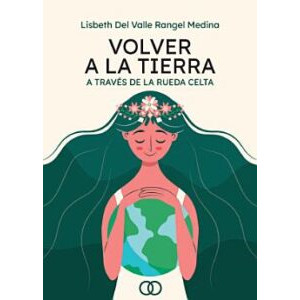 Lisbeth Del Valle Rangel Medina
VOLVER
A LA TIERRA
A TRAVÉS DE LA RUEDA CELTA